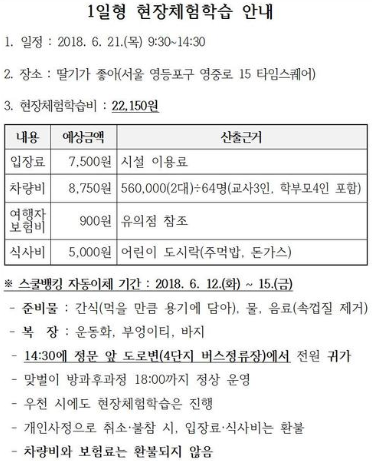 1일형 현장체험학습 안내
1. 일정 : 2018. 6. 21.(목) 9:30~14:30
2. 장소 : 딸기가 좋아(서울 영등포구 영중로 15 타임스퀘어)
3. 현장체험학습비 : 22,150원
내용 예상금액 산출근거
입장료 7,500원 시설 이용료
차량비 8,750원 560,000(2대)÷64명(교사3인, 학부모4인 포함)
여행자
보험비 900원 유의점 참조
식사비 5,000원 어린이 도시락(주먹밥, 돈가스)
※ 스쿨뱅킹 자동이체 기간 : 2018. 6. 12.(화) ~ 15.(금)
- 준비물 : 간식(먹을 만큼 용기에 담아), 물, 음료(속껍질 제거)
- 복 장 : 운동화, 부영이티, 바지
- 14:30에 정문 앞 도로변(4단지 버스정류장)에서 전원 귀가
- 맞벌이 방과후과정 18:00까지 정상 운영
- 우천 시에도 현장체험학습은 진행
- 개인사정으로 취소·불참 시, 입장료·식사비는 환불
- 차량비와 보험료는 환불되지 않음